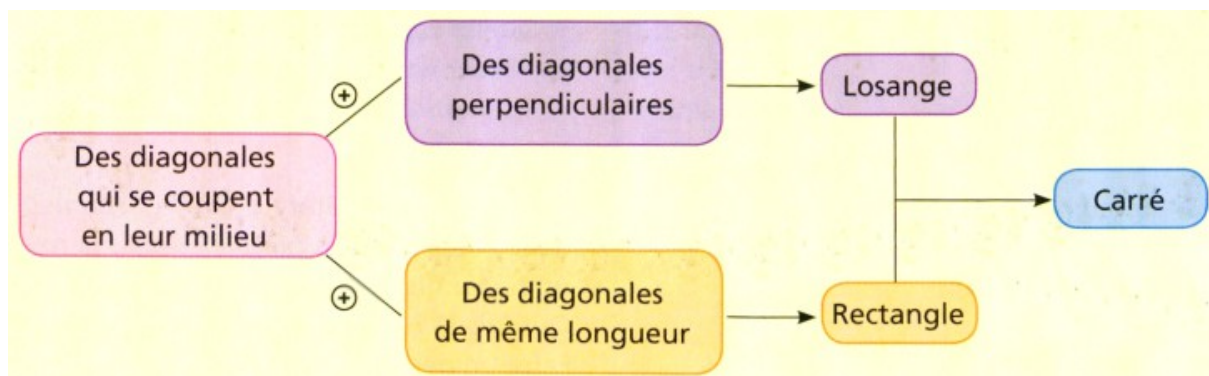 Des diagonales
qui se coupent
en leur milieu
+
Des diagonales
perpendiculaires
Losange
+
Des diagonales
de même longueur
Rectangle
Carré